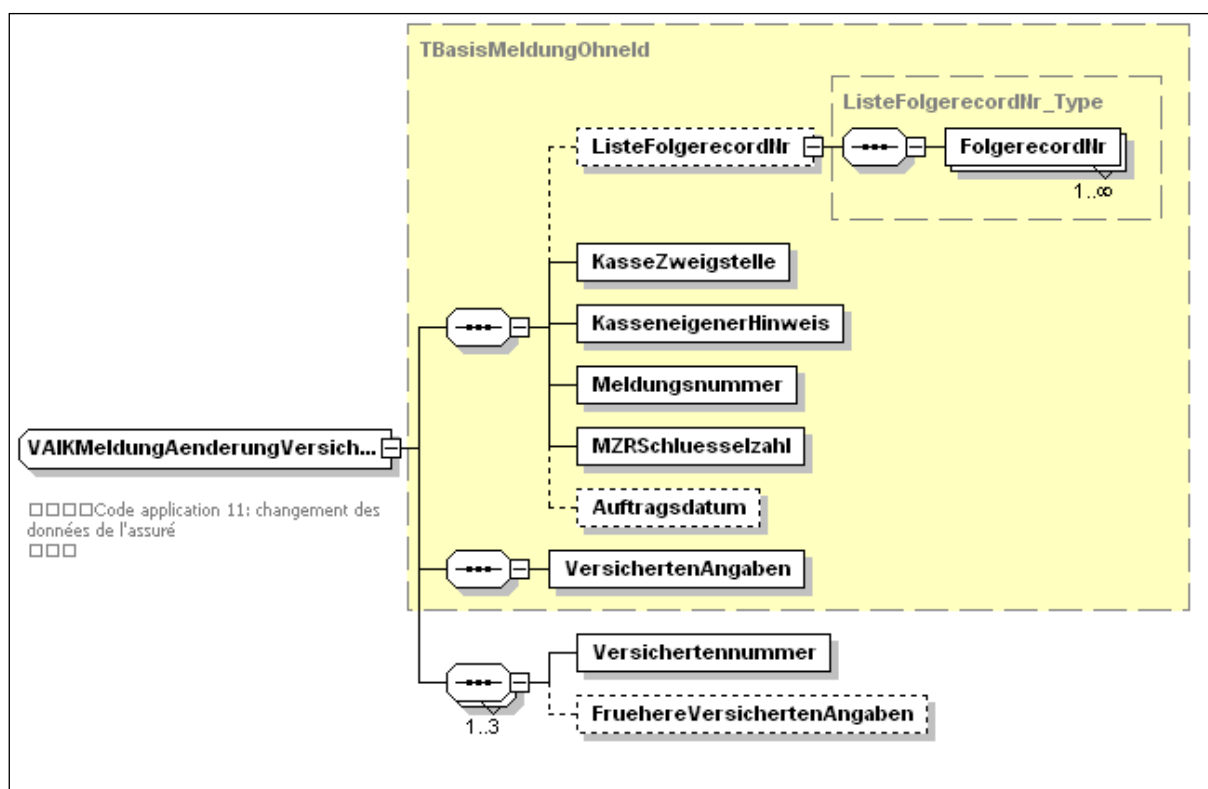 TBasisMeldungOhneId
ListeFolgerecordNr_Type
ListeFolgerecordNr
FolgerecordNr
1..∞
KasseZweigstelle
KasseneigenerHinweis
Meldungsnummer
MZRSchluesselzahl
VAIKMeldungAenderungVersich...
Auftragsdatum
□□□□Code application 11: changement des
données de l'assuré
□□□
VersichertenAngaben
Versichertennummer
1..3
FruehereVersichertenAngaben